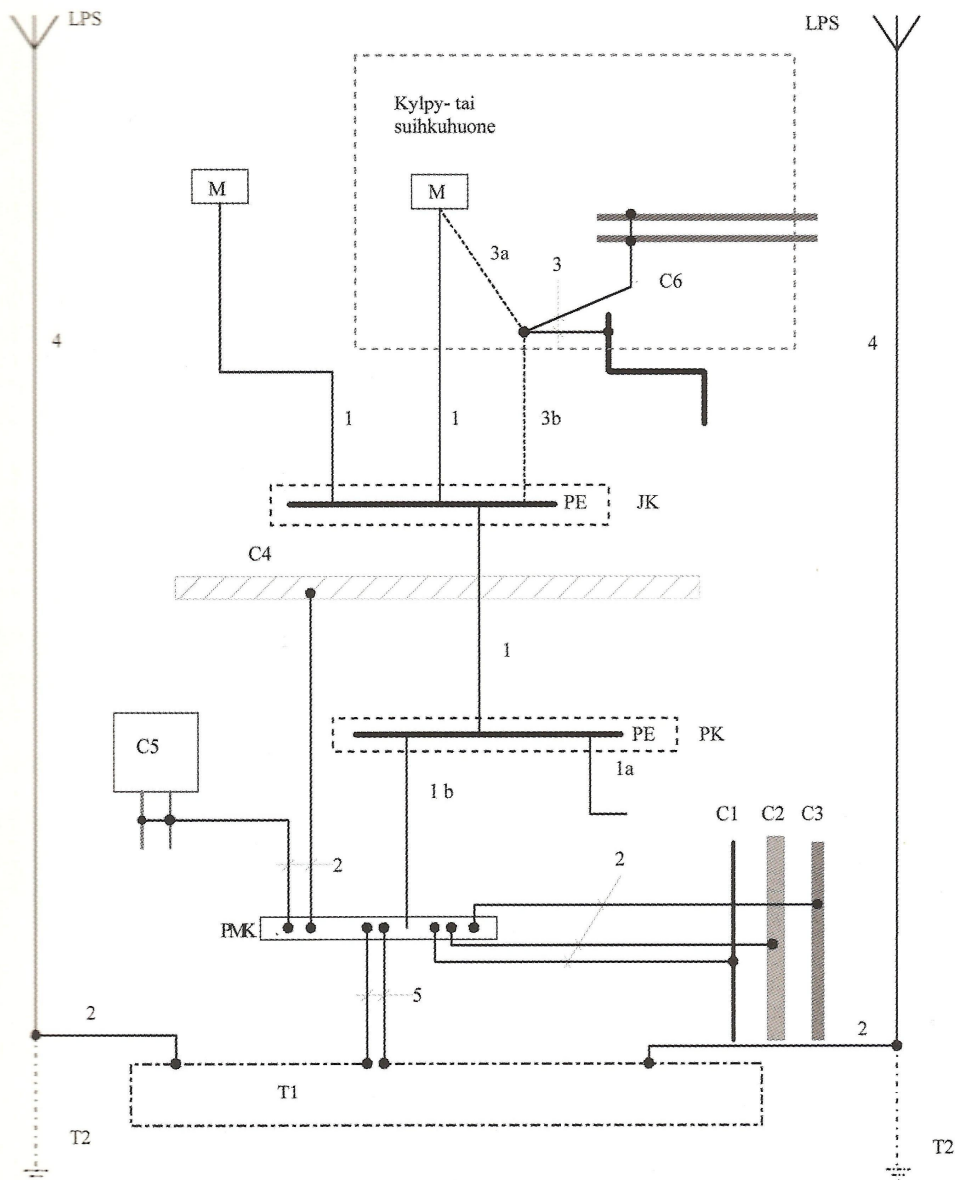 LPS
LPS
Kylpy- tai
suihkuhuone
M
M
3a
3
C6
4
4
1
1
3b
PE
JK
C4
1
PE
PK
C5
1a
1 b
C1
C2
C3
2
2
PMK
5
2
2
T1
T2
T2